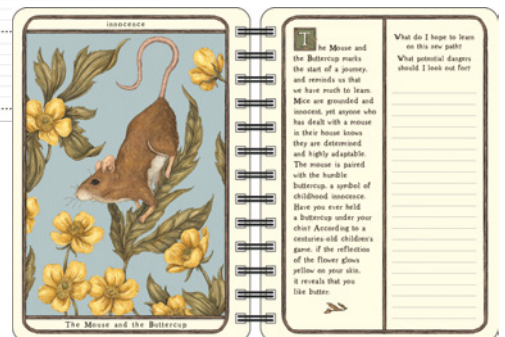 innocence
The Mouse and the Buttercup
The Mouse and
the Buttercup marks
the start of a journey,
and reminds us that
we have much to learn.
Mice are grounded and
innocent, yet anyone who
has dealt with a mouse
in their house knows
they are determined
and highly adaptable.
The mouse is paired
with the humble
buttercup, a symbol of
childhood innocence.
Have you ever held
a buttercup under your
chin? According to a
centuries-old children's
game, if the reflection
of the flower glows
yellow on your skin,
it reveals that you
like butter.
What do I hope to learn
on this new path?
What potential dangers
should I look out for?